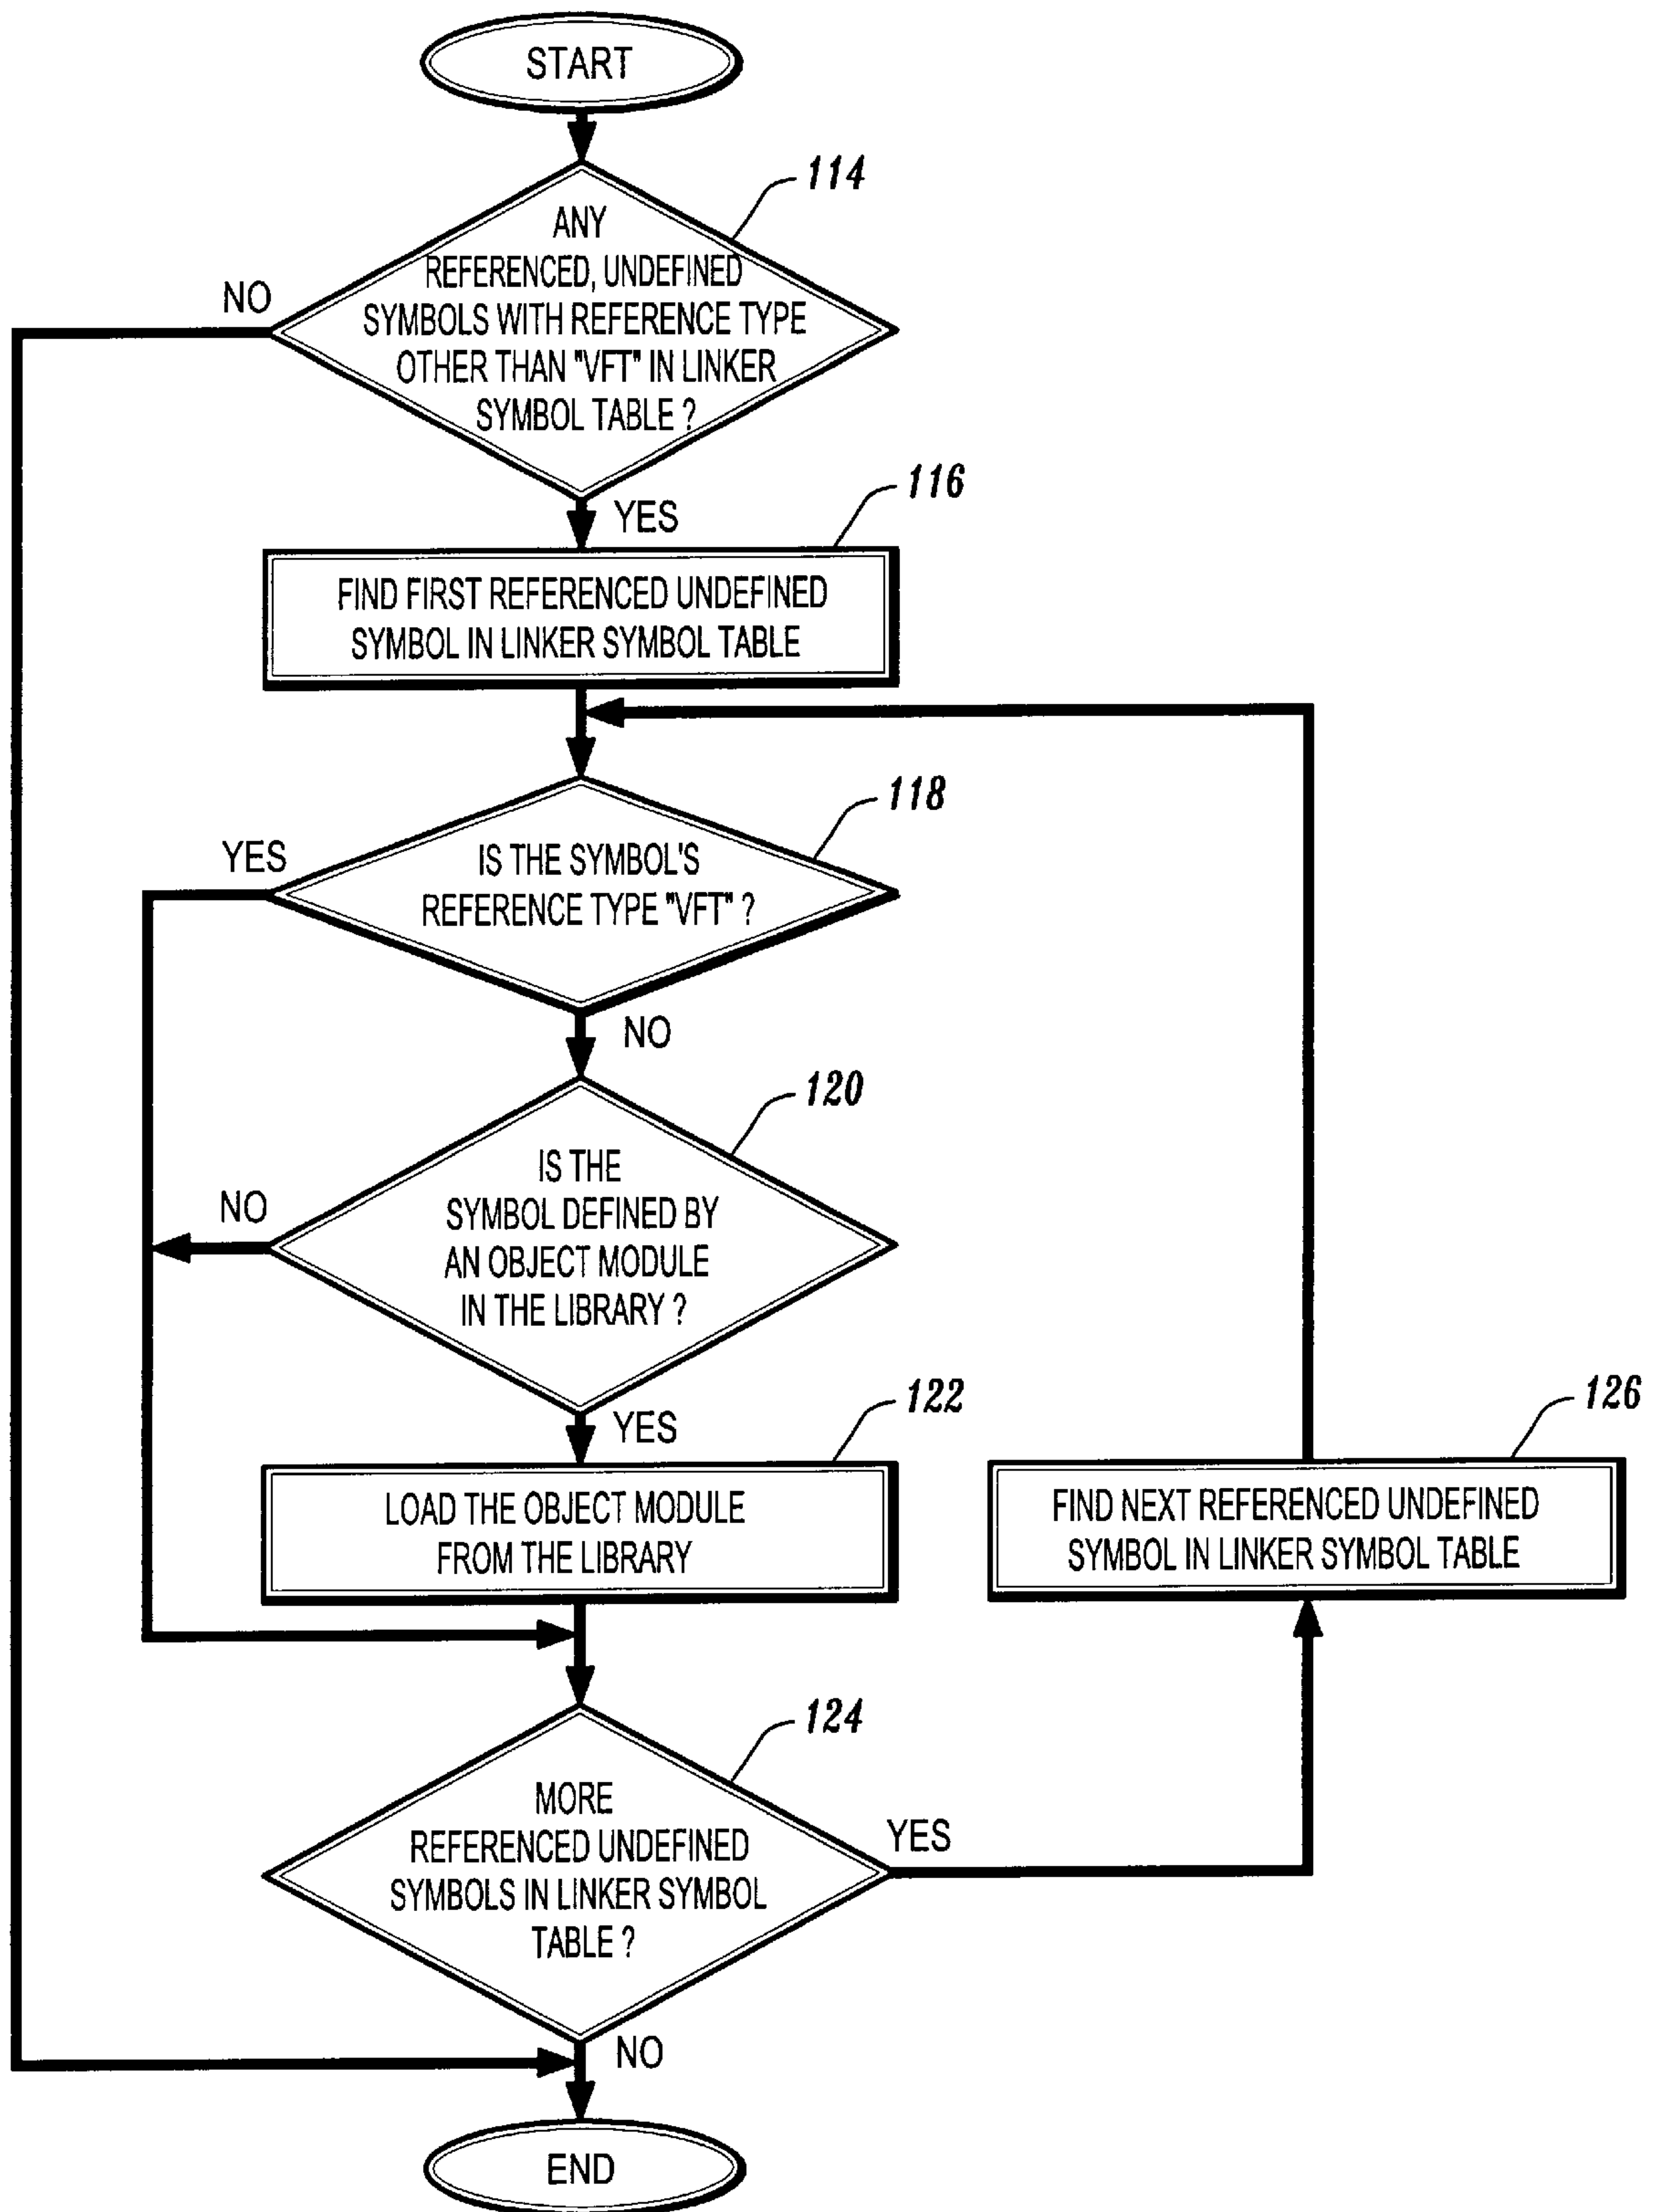 START
114
ANY
REFERENCED, UNDEFINED
SYMBOLS WITH REFERENCE TYPE
OTHER THAN "VFT" IN LINKER
SYMBOL TABLE ?
NO
YES
116
FIND FIRST REFERENCED UNDEFINED
SYMBOL IN LINKER SYMBOL TABLE
118
YES
IS THE SYMBOL'S
REFERENCE TYPE "VFT" ?
NO
120
IS THE
SYMBOL DEFINED BY
AN OBJECT MODULE
IN THE LIBRARY ?
NO
YES
122
LOAD THE OBJECT MODULE
FROM THE LIBRARY
126
FIND NEXT REFERENCED UNDEFINED
SYMBOL IN LINKER SYMBOL TABLE
124
MORE
REFERENCED UNDEFINED
SYMBOLS IN LINKER SYMBOL
TABLE ?
YES
NO
END